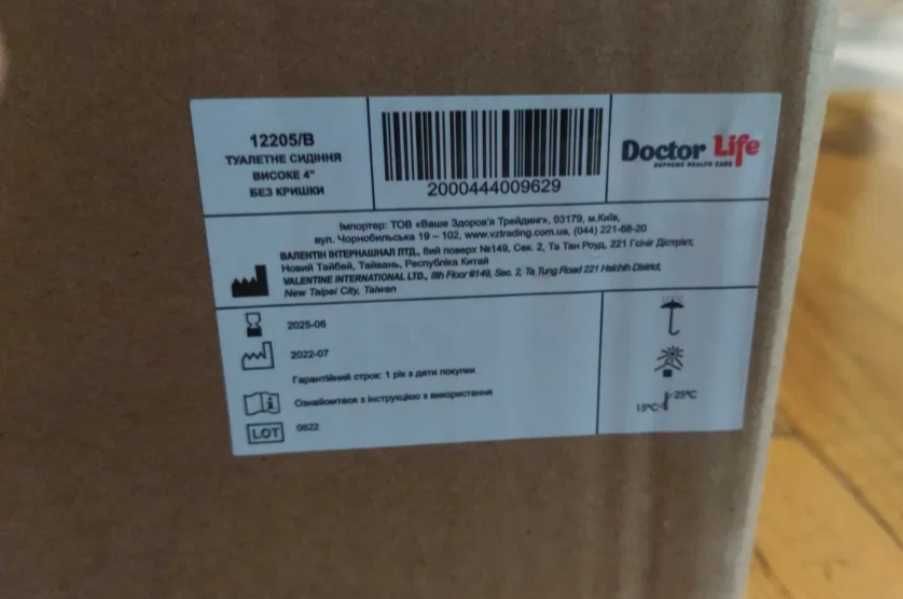 12205/B
ТУАЛЕТНЕ СИДІННЯ
ВИСОКЕ 4"
БЕЗ КРИШКИ
2000444009629
Doctor Life
SUPREME HEALTH CARE
Імпортер: ТОВ «Ваше Здоров'я Трейдинг», 03179, м.Київ,
вул. Чорнобильська 19 – 102, www.vztrading.com.ua, (044) 221-68-20
ВАЛЕНТІН ІНТЕРНАШНАЛ ЛТД., 8ий поверх №149, Сек. 2, Та Тан Роуд, 221 Гсічіг Дістрікт,
Новий Тайбей, Тайвань, Республіка Китай
VALENTINE INTERNATIONAL LTD., 8th Floor #149, Sec. 2, Ta Tung Road 221 Hsichih District,
New Taipei City, Taiwan
2025-06
2022-07
Гарантійний строк: 1 рік з дати покупки
Ознайомтеся з інструкцією з використання
LOT 0622
15°C 25°C